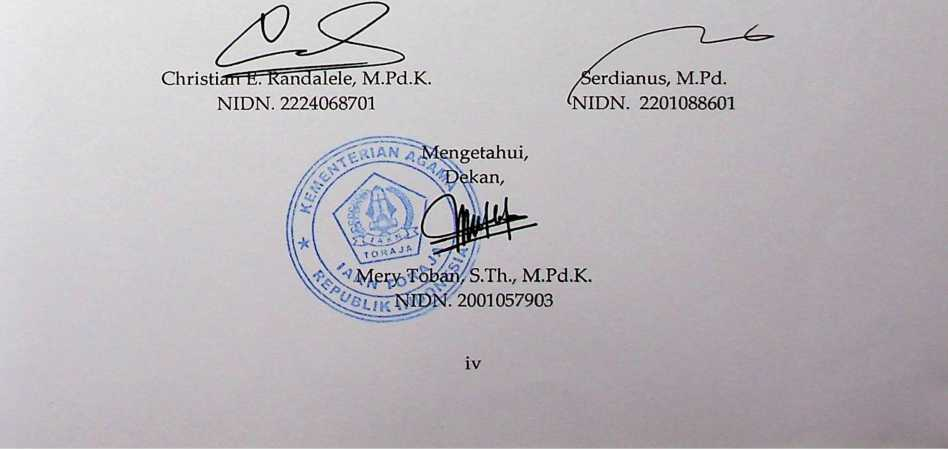 Christian E. Randalele, M.Pd.K.
NIDN. 2224068701
Serdianus, M.Pd.
NIDN. 2201088601
Mengetahui,
Dekan,
KEMENTERIAN AGAMA
IAKN
TORAJA
IAKN TORAJA
REPUBLIK INDONESIA
Mery Toban, S.Th., M.Pd.K.
NIDN. 2001057903
iv